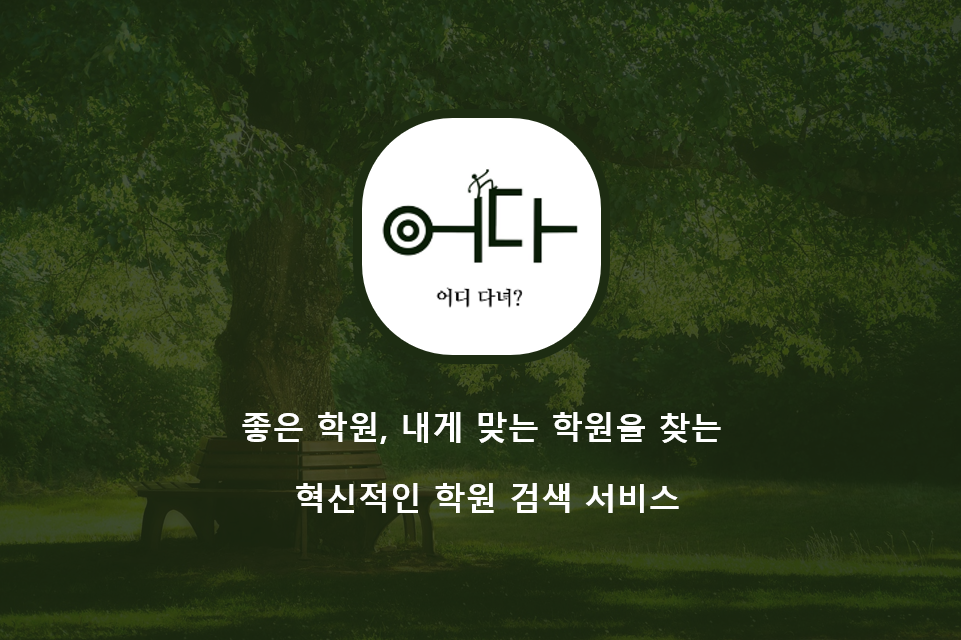 어다
어디 다녀?
좋은 학원, 내게 맞는 학원을 찾는
혁신적인 학원 검색 서비스